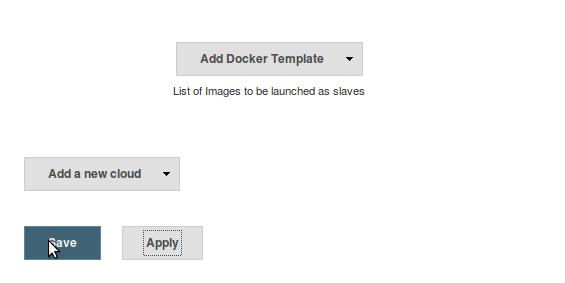 Add Docker Template
List of Images to be launched as slaves
Add a new cloud
Save Apply